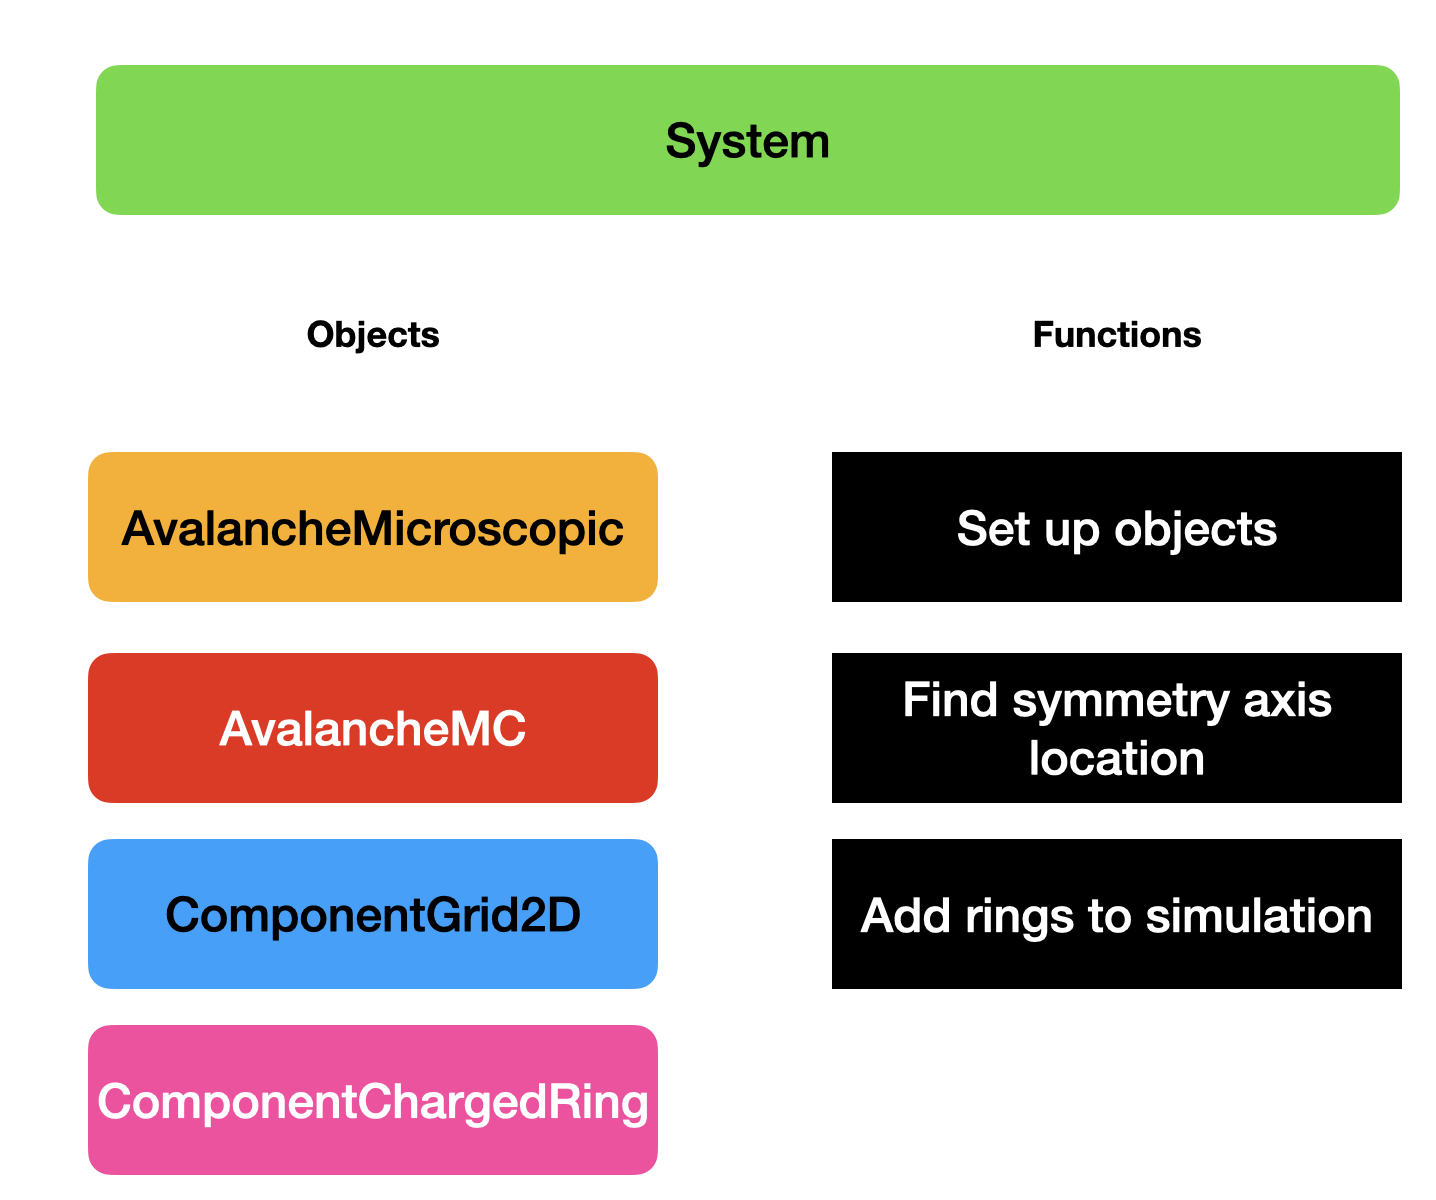 System
Objects
Functions
AvalancheMicroscopic
Set up objects
AvalancheMC
Find symmetry axis
location
ComponentGrid2D
Add rings to simulation
ComponentChargedRing